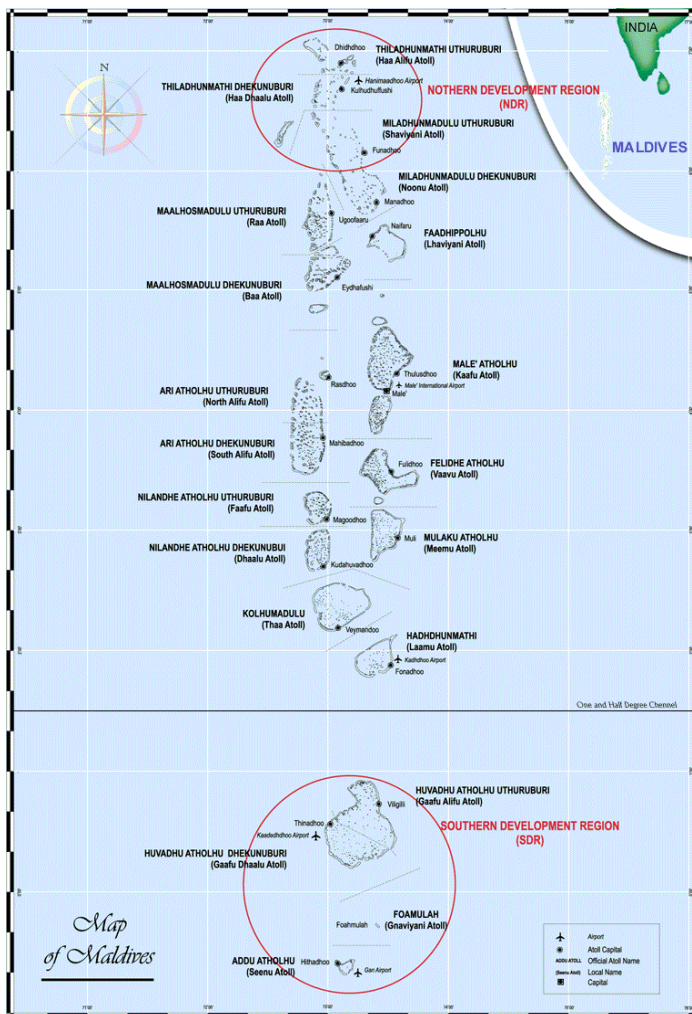 INDIA
MALDIVES
N
Dhidhdhoo
THILADHUNMATHI UTHURUBURI
(Haa Alifu Atoll)
Hanimaadhoo Airport
THILADHUNMATHI DHEKUNUBURI
(Haa Dhaalu Atoll)
Kulhudhuffushi
NOTHERN DEVELOPMENT REGION
(NDR)
MILADHUNMADULU UTHURUBURI
(Shaviyani Atoll)
Funadhoo
MILADHUNMADULU DHEKUNUBURI
(Noonu Atoll)
Manadhoo
MAALHOSMADULU UTHURUBURI
(Raa Atoll)
Ugoofaaru
Naifaru
FAADHIPPOLHU
(Lhaviyani Atoll)
MAALHOSMADULU DHEKUNUBURI
(Baa Atoll)
Eydhafushi
MALE' ATHOLHU
(Kaafu Atoll)
Thulusdhoo
Male' International Airport
Male'
Rasdhoo
ARI ATHOLHU UTHURUBURI
(North Alifu Atoll)
ARI ATHOLHU DHEKUNUBURI
(South Alifu Atoll)
Mahibadhoo
Fulidhoo
FELIDHE ATHOLHU
(Vaavu Atoll)
NILANDHE ATHOLHU UTHURUBURI
(Faafu Atoll)
Magoodhoo
Muli
MULAKU ATHOLHU
(Meemu Atoll)
NILANDHE ATHOLHU DHEKUNUBUI
(Dhaalu Atoll)
Kudahuvadhoo
KOLHUMADULU
(Thaa Atoll)
Veymandoo
HADHDHUNMATHI
(Laamu Atoll)
Kadhdhoo Airport
Fonadhoo
One and Half Degree Chennel
HUVADHU ATHOLHU UTHURUBURI
(Gaafu Alifu Atoll)
Viligilli
Thinadhoo
Kaadedhdhoo Airport
SOUTHERN DEVELOPMENT REGION
(SDR)
HUVADHU ATHOLHU DHEKUNUBURI
(Gaafu Dhaalu Atoll)
FOAMULAH
(Gnaviyani Atoll)
Foahmulah
ADDU ATHOLHU
(Seenu Atoll)
Hithadhoo
Gan Airport
Map
of Maldives
Airport
Atoll Capital
ADDU ATOLL Official Atoll Name
(Seenu Atoll) Local Name
Capital